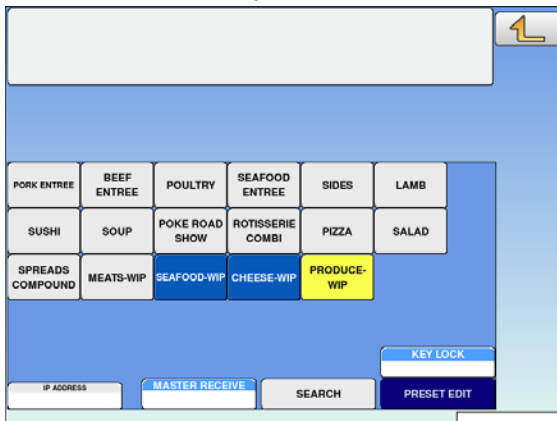 PORK ENTREE
BEEF
ENTREE
POULTRY
SEAFOOD
ENTREE
SIDES
LAMB
SUSHI
SOUP
POKE ROAD
SHOW
ROTISSERIE
COMBI
PIZZA
SALAD
SPREADS
COMPOUND
MEATS-WIP
SEAFOOD-WIP
CHEESE-WIP
PRODUCE-
WIP
KEY LOCK
IP ADDRESS
MASTER RECEIVE
SEARCH
PRESET EDIT